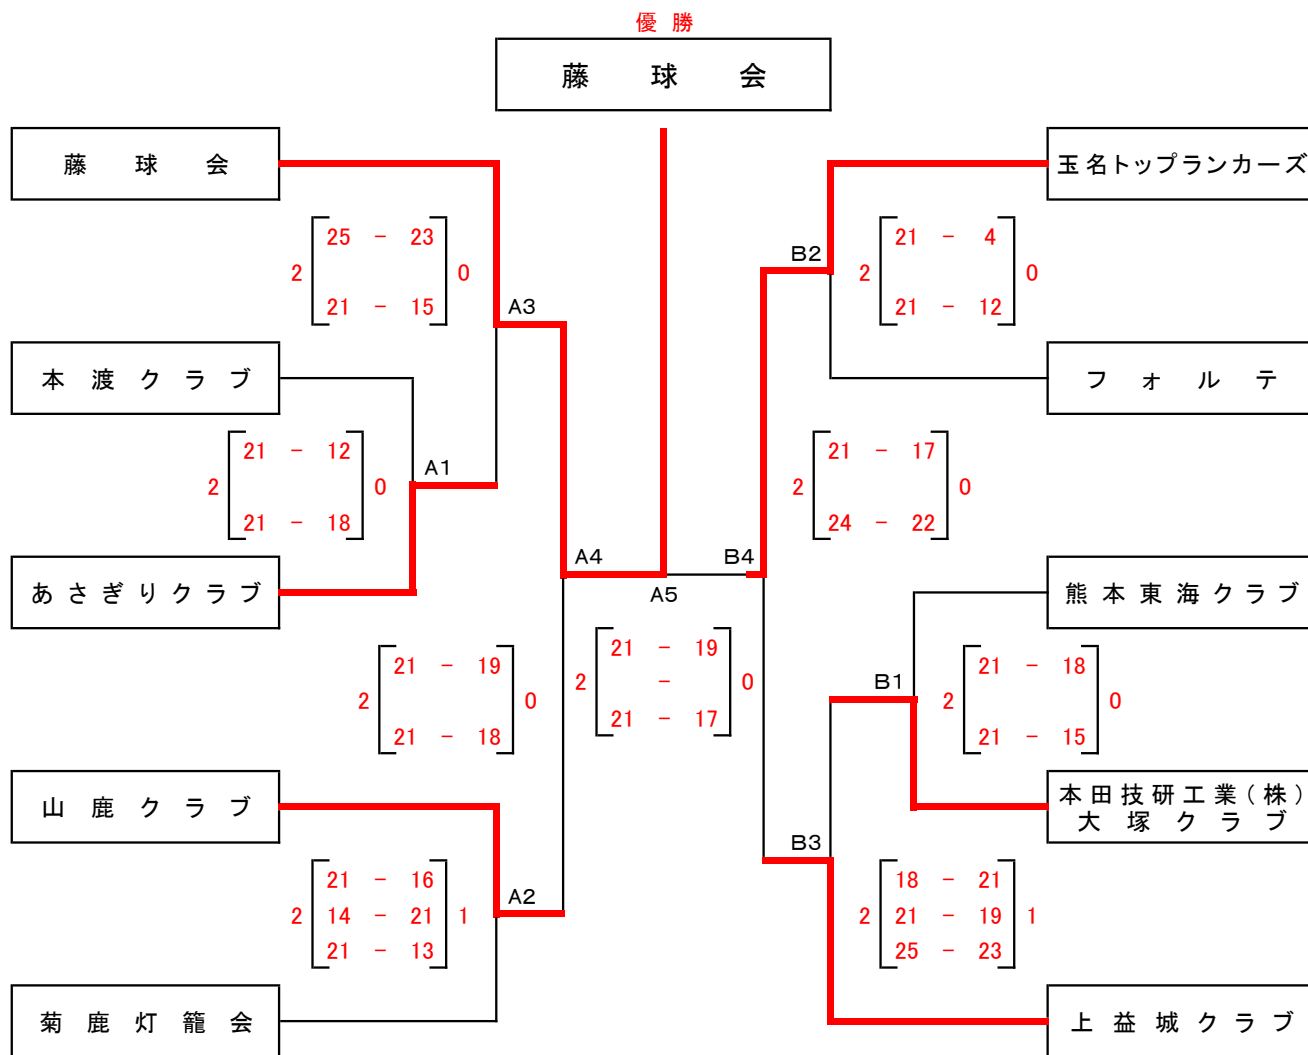 優勝
藤球会
藤球会
玉名トップランカーズ
25 － 23
2 0
21 － 15
A3
B2
21 － 4
2 0
21 － 12
本渡クラブ
フォルテ
21 － 12
2 0
21 － 18
A1
21 － 17
2 0
24 － 22
あさぎりクラブ
A4
B4
A5
熊本東海クラブ
21 － 19
2 0
21 － 18
21 － 19
2 － 0
21 － 17
B1
21 － 18
2 0
21 － 15
山鹿クラブ
本田技研工業(株)
大塚クラブ
A2
21 － 16
2 14 － 21 1
21 － 13
B3
18 － 21
2 21 － 19 1
25 － 23
菊鹿灯籠会
上益城クラブ